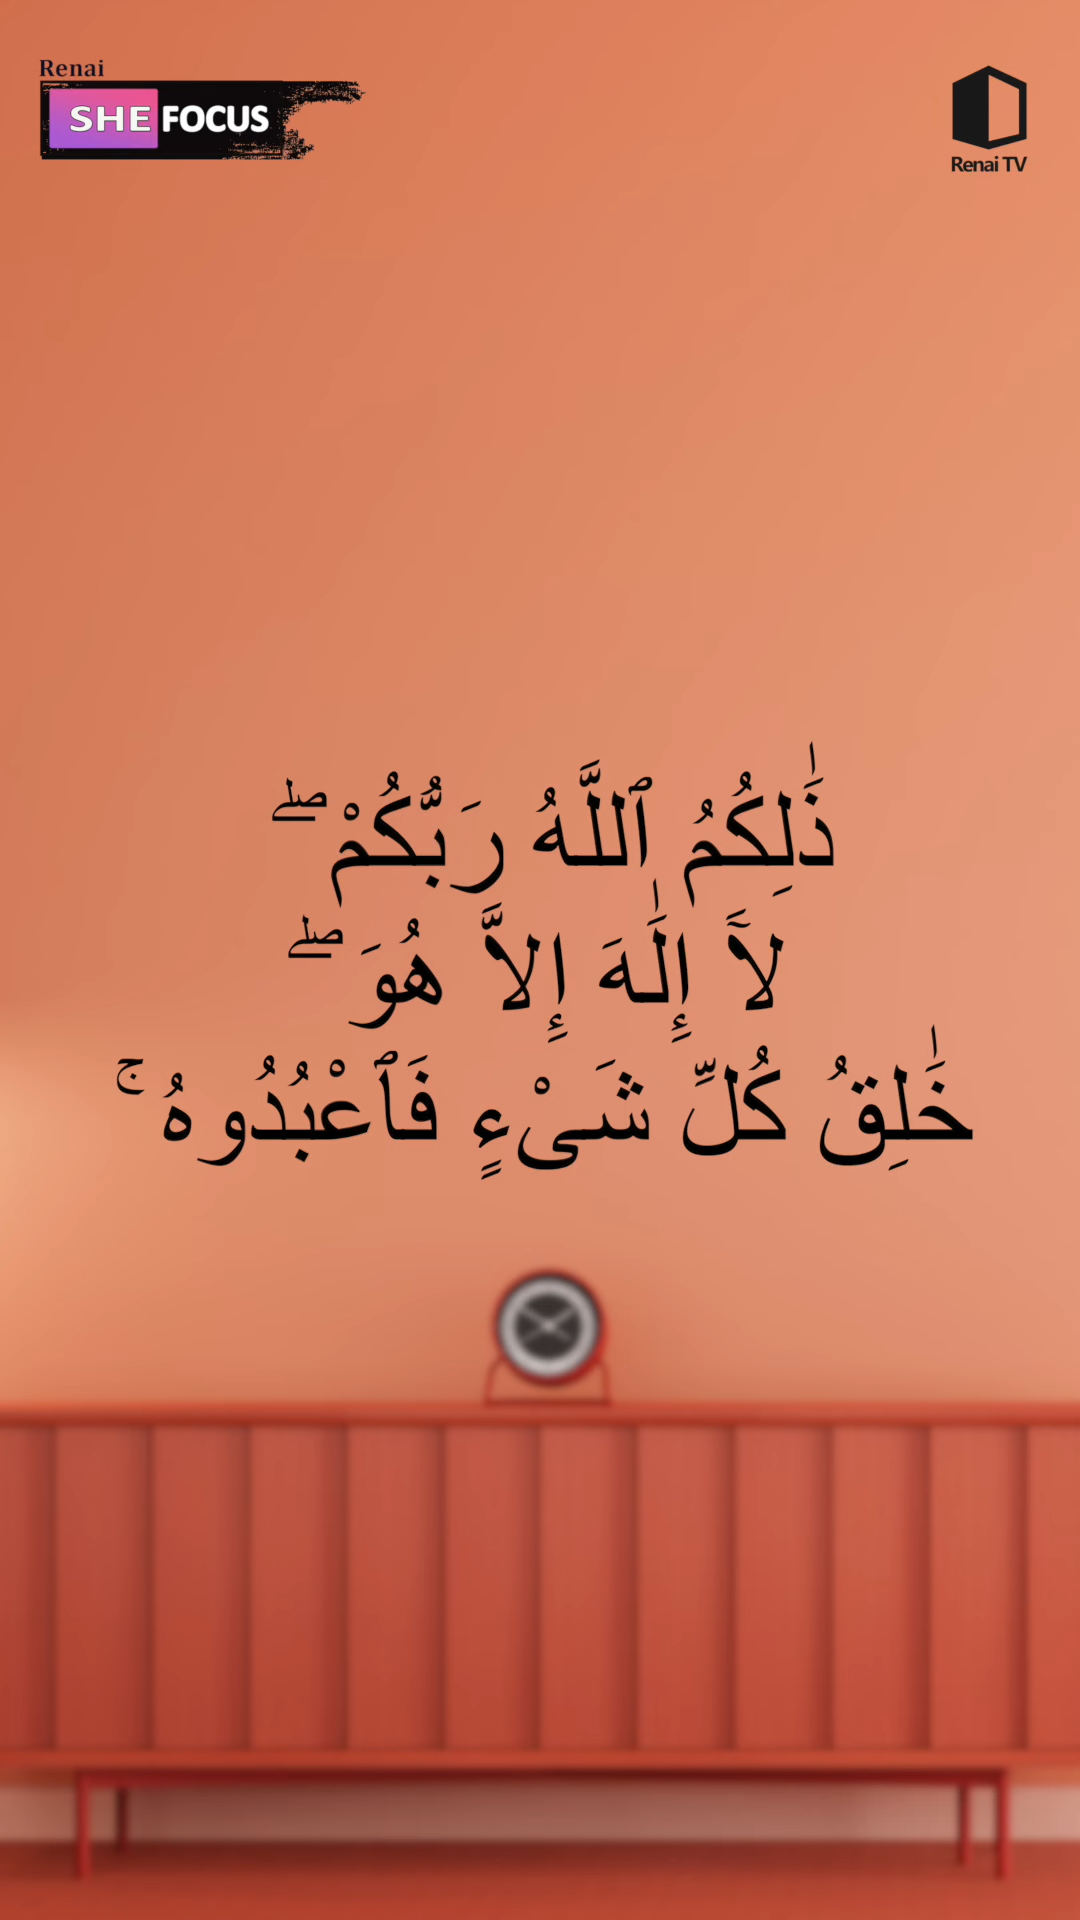 Renai
SHE FOCUS
Renai TV
ذَٰلِكُمُ ٱللَّهُ رَبُّكُمْ ۖ
لَآ إِلَٰهَ إِلَّا هُوَ ۖ
خَٰلِقُ كُلِّ شَىْءٍ فَٱعْبُدُوهُ ۚ